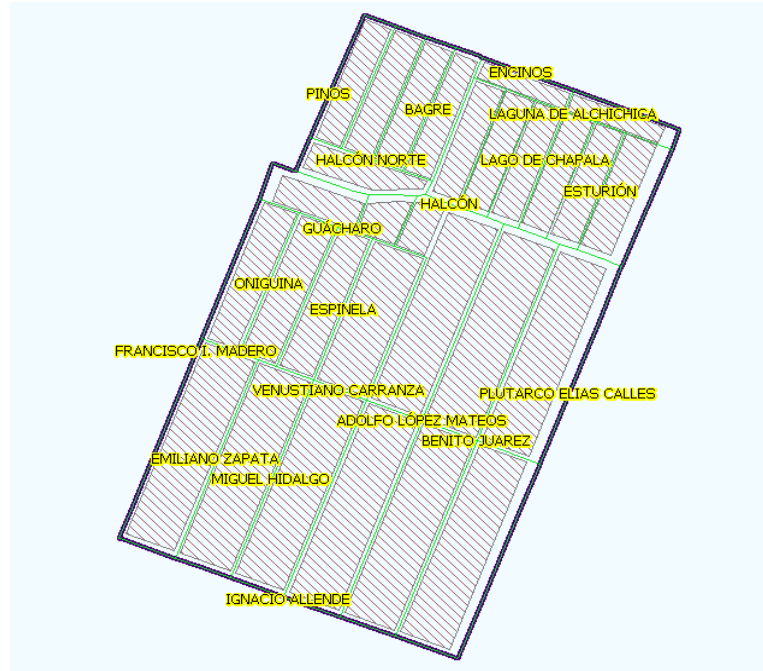 ENCINOS
PINOS
BAGRE
LAGUNA DE ALCHICHICA
HALCÓN NORTE
LAGO DE CHAPALA
ESTURIÓN
HALCÓN
GUÁCHARO
ONIGUINA
ESPINELA
FRANCISCO I. MADERO
VENUSTIANO CARRANZA
PLUTARCO ELIAS CALLES
ADOLFO LÓPEZ MATEOS
BENITO JUAREZ
EMILIANO ZAPATA
MIGUEL HIDALGO
IGNACIO ALLENDE